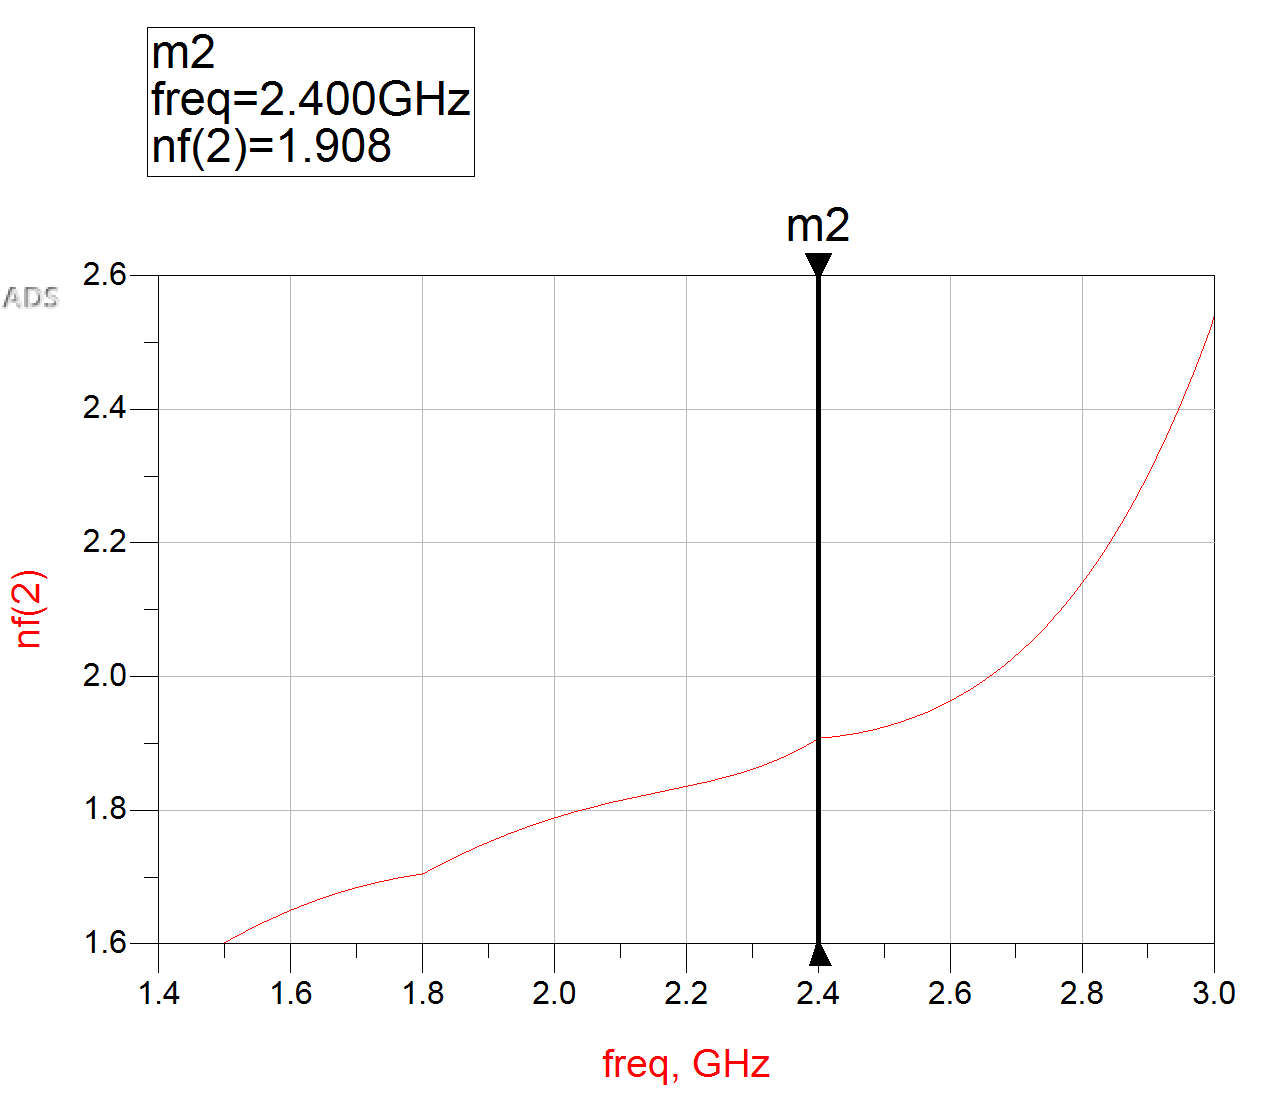 m2
freq=2.400GHz
nf(2)=1.908
m2
ADS
2.6
2.4
2.2
2.0
1.8
1.6
nf(2)
1.4 1.6 1.8 2.0 2.2 2.4 2.6 2.8 3.0
freq, GHz